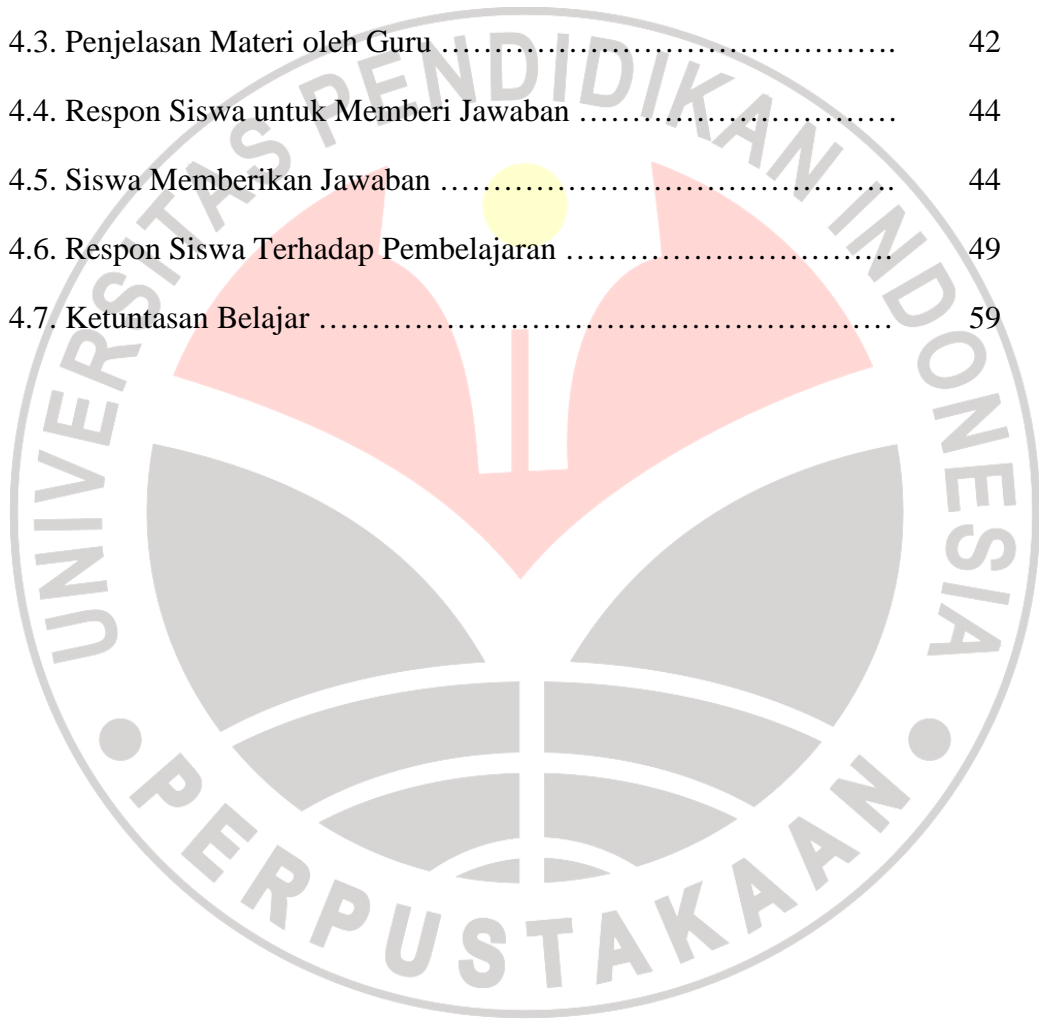 4.3. Penjelasan Materi oleh Guru ……………………………………. 42
4.4. Respon Siswa untuk Memberi Jawaban ………………………… 44
4.5. Siswa Memberikan Jawaban ……………………………………. 44
4.6. Respon Siswa Terhadap Pembelajaran …………………………. 49
4.7. Ketuntasan Belajar ……………………………………………… 59
UNIVERSITAS PENDIDIKAN INDONESIA
PERPUSTAKAAN